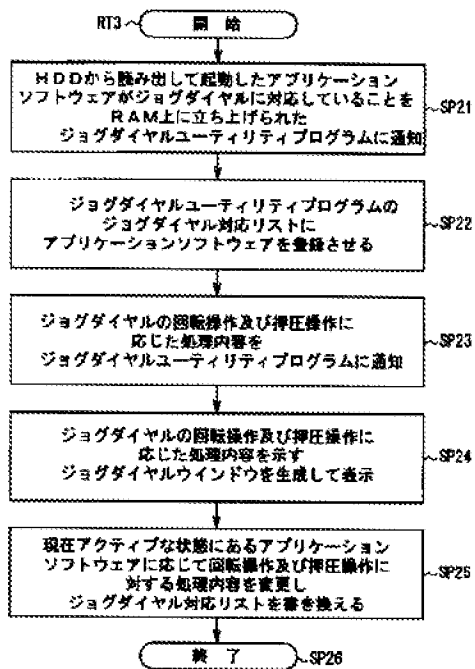 RT3
開 始
HDDから読み出して起動したアプリケーション
ソフトウェアがジョグダイヤルに対応していることを
RAM上に立ち上げられた
ジョグダイヤルユーティリティプログラムに通知
SP21
ジョグダイヤルユーティリティプログラムの
ジョグダイヤル対応リストに
アプリケーションソフトウェアを登録させる
SP22
ジョグダイヤルの回転操作及び押圧操作に
応じた処理内容を
ジョグダイヤルユーティリティプログラムに通知
SP23
ジョグダイヤルの回転操作及び押圧操作に
応じた処理内容を示す
ジョグダイヤルウインドウを生成して表示
SP24
現在アクティブな状態にあるアプリケーション
ソフトウェアに応じて回転操作及び押圧操作に
対する処理内容を変更し
ジョグダイヤル対応リストを書き換える
SP25
終 了
SP26